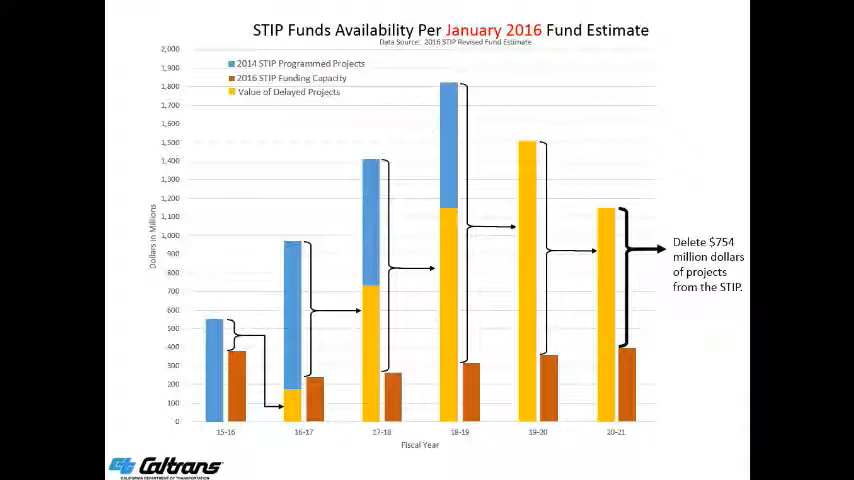 STIP Funds Availability Per January 2016 Fund Estimate
Data Source: 2016 STIP Revised Fund Estimate
2014 STIP Programmed Projects
2016 STIP Funding Capacity
Value of Delayed Projects
2,000
1,900
1,800
1,700
1,600
1,500
1,400
1,300
1,200
1,100
1,000
900
800
700
600
500
400
300
200
100
0
Dollars in Millions
15-16
16-17
17-18
18-19
19-20
20-21
Fiscal Year
Delete $754
million dollars
of projects
from the STIP.
Caltrans
CALIFORNIA DEPARTMENT OF TRANSPORTATION